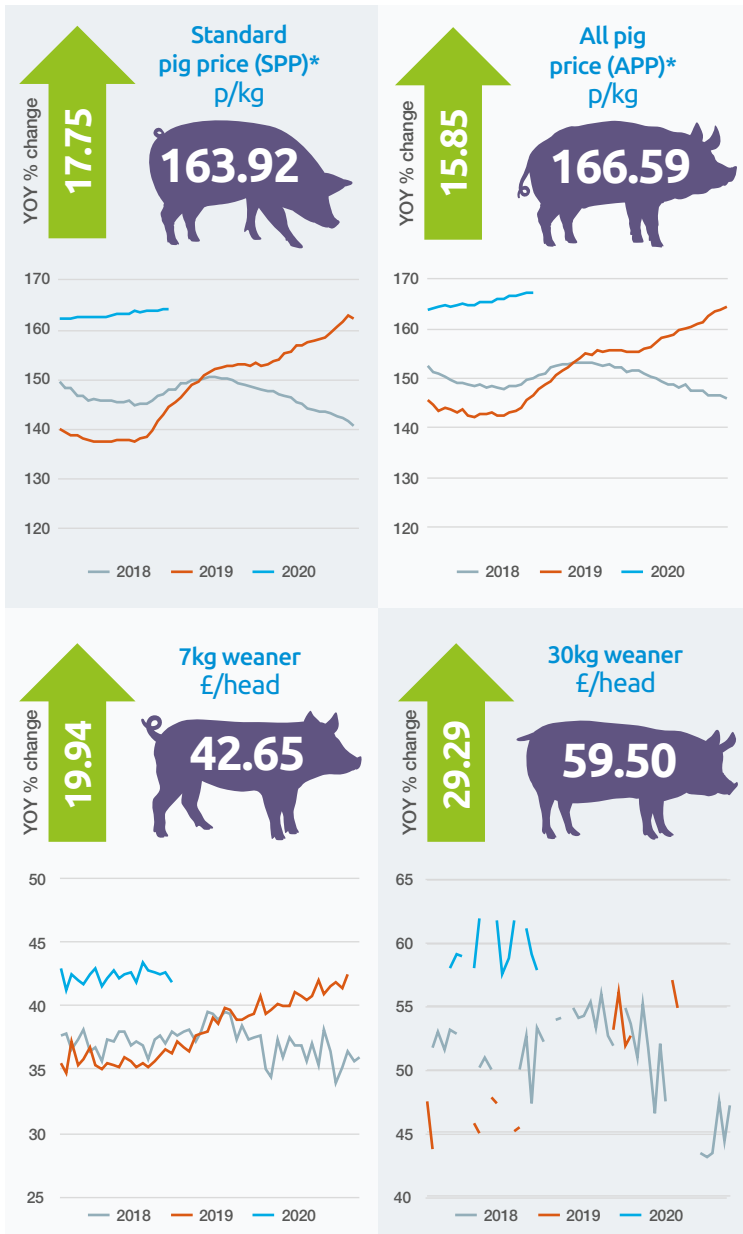 Standard
pig price (SPP)*
p/kg
YOY % change
17.75
163.92
170
160
150
140
130
120
2018 2019 2020
All pig
price (APP)*
p/kg
YOY % change
15.85
166.59
170
160
150
140
130
120
2018 2019 2020
7kg weaner
£/head
YOY % change
19.94
42.65
50
45
40
35
30
25
2018 2019 2020
30kg weaner
£/head
YOY % change
29.29
59.50
65
60
55
50
45
40
2018 2019 2020